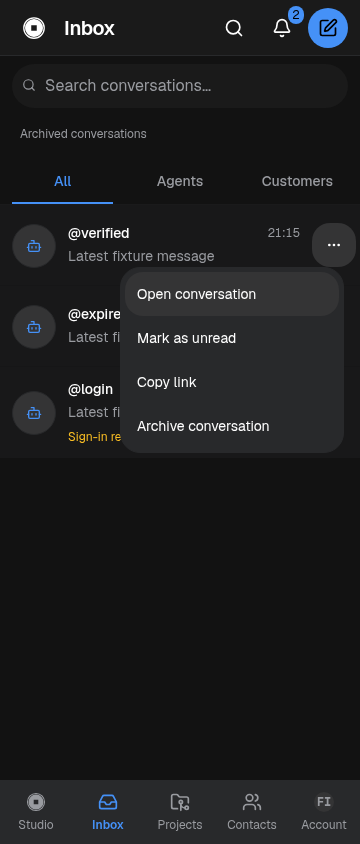 Inbox
2
Search conversations...
Archived conversations
All Agents Customers
@verified 21:15
Latest fixture message
Open conversation
@expire
Mark as unread
Latest fi
Copy link
@login
Latest fi
Archive conversation
Sign-in re
Studio Inbox Projects Contacts Account
FI